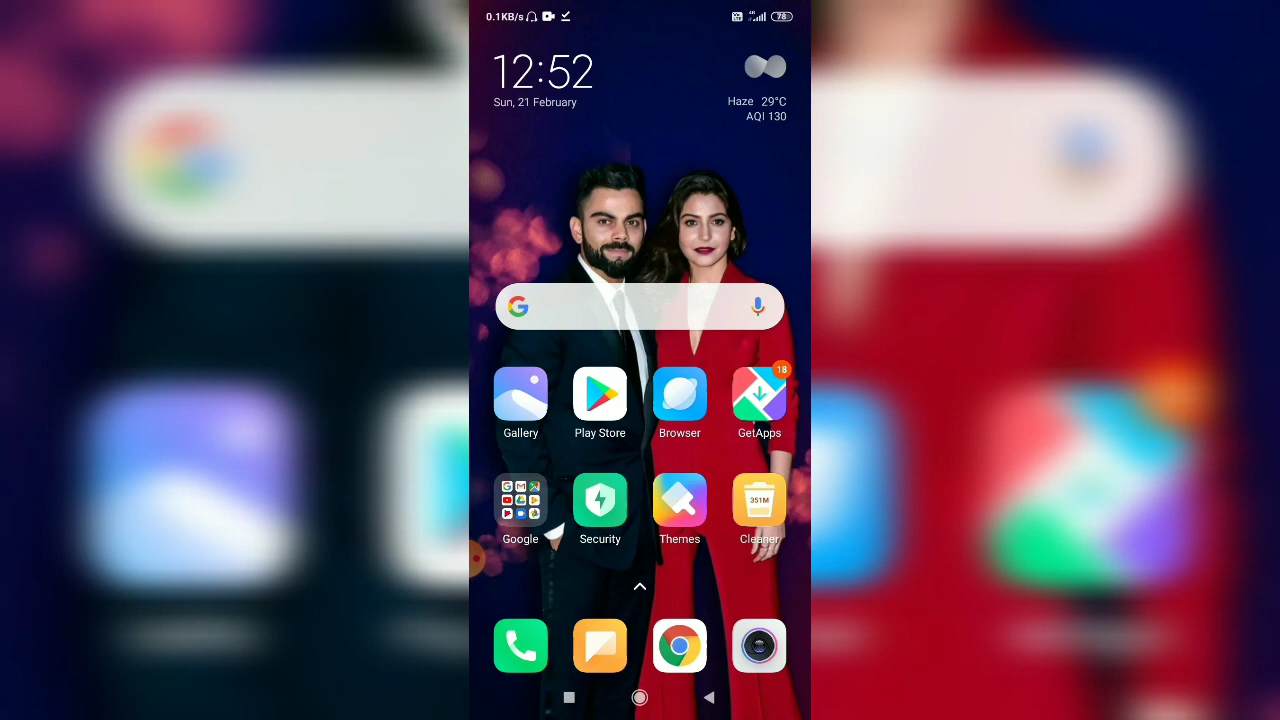 0.1KB/s
4G
78
12:52
Sun, 21 February
Haze 29°C
AQI 130
18
Gallery Play Store Browser GetApps
351M
Google Security Themes Cleaner